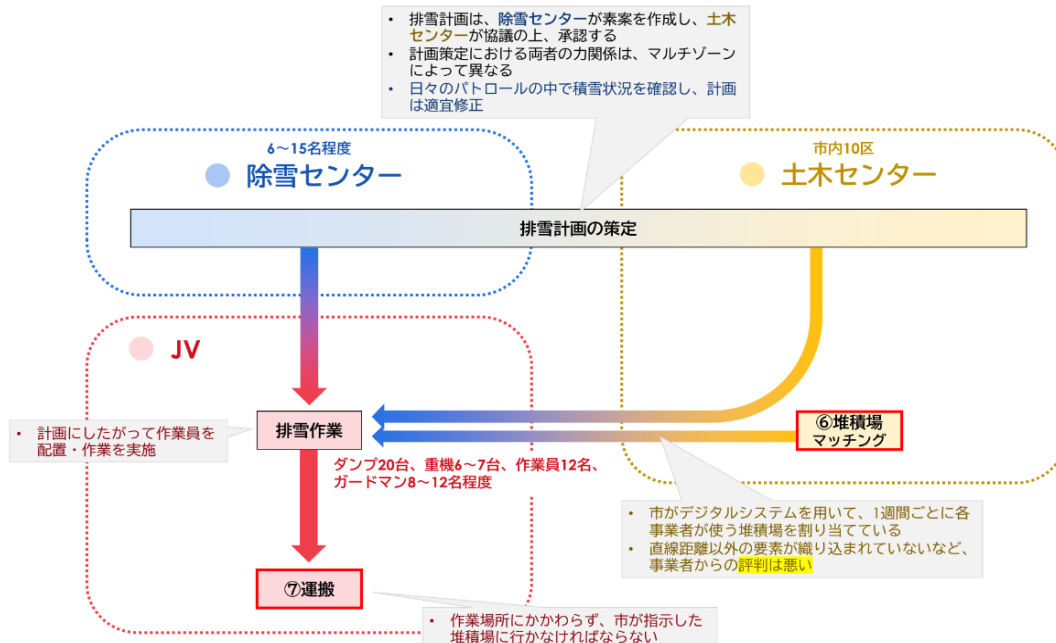 • 排雪計画は、除雪センターが素案を作成し、土木
センターが協議の上、承認する
• 計画策定における両者の力関係は、マルチゾーン
によって異なる
• 日々のパトロールの中で積雪状況を確認し、計画
は適宜修正
6〜15名程度
除雪センター
市内10区
土木センター
排雪計画の策定
JV
• 計画にしたがって作業員を
配置・作業を実施
排雪作業
⑥堆積場
マッチング
ダンプ20台、重機6〜7台、作業員12名、
ガードマン8〜12名程度
• 市がデジタルシステムを用いて、1週間ごとに各
事業者が使う堆積場を割り当てている
• 直線距離以外の要素が織り込まれていないなど、
事業者からの評判は悪い
⑦運搬
• 作業場所にかかわらず、市が指示した
堆積場に行かなければならない